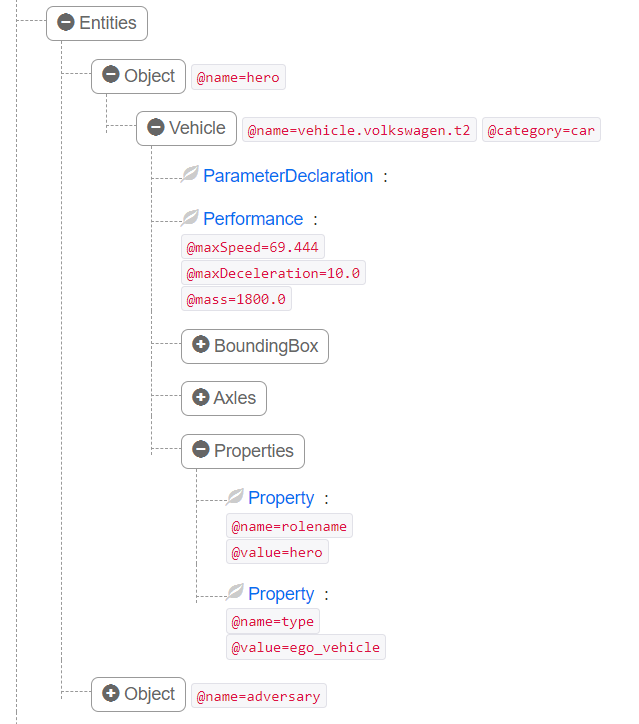 Entities
Object @name=hero
Vehicle @name=vehicle.volkswagen.t2 @category=car
ParameterDeclaration :
Performance :
@maxSpeed=69.444
@maxDeceleration=10.0
@mass=1800.0
BoundingBox
Axles
Properties
Property :
@name=rolename
@value=hero
Property :
@name=type
@value=ego_vehicle
Object @name=adversary